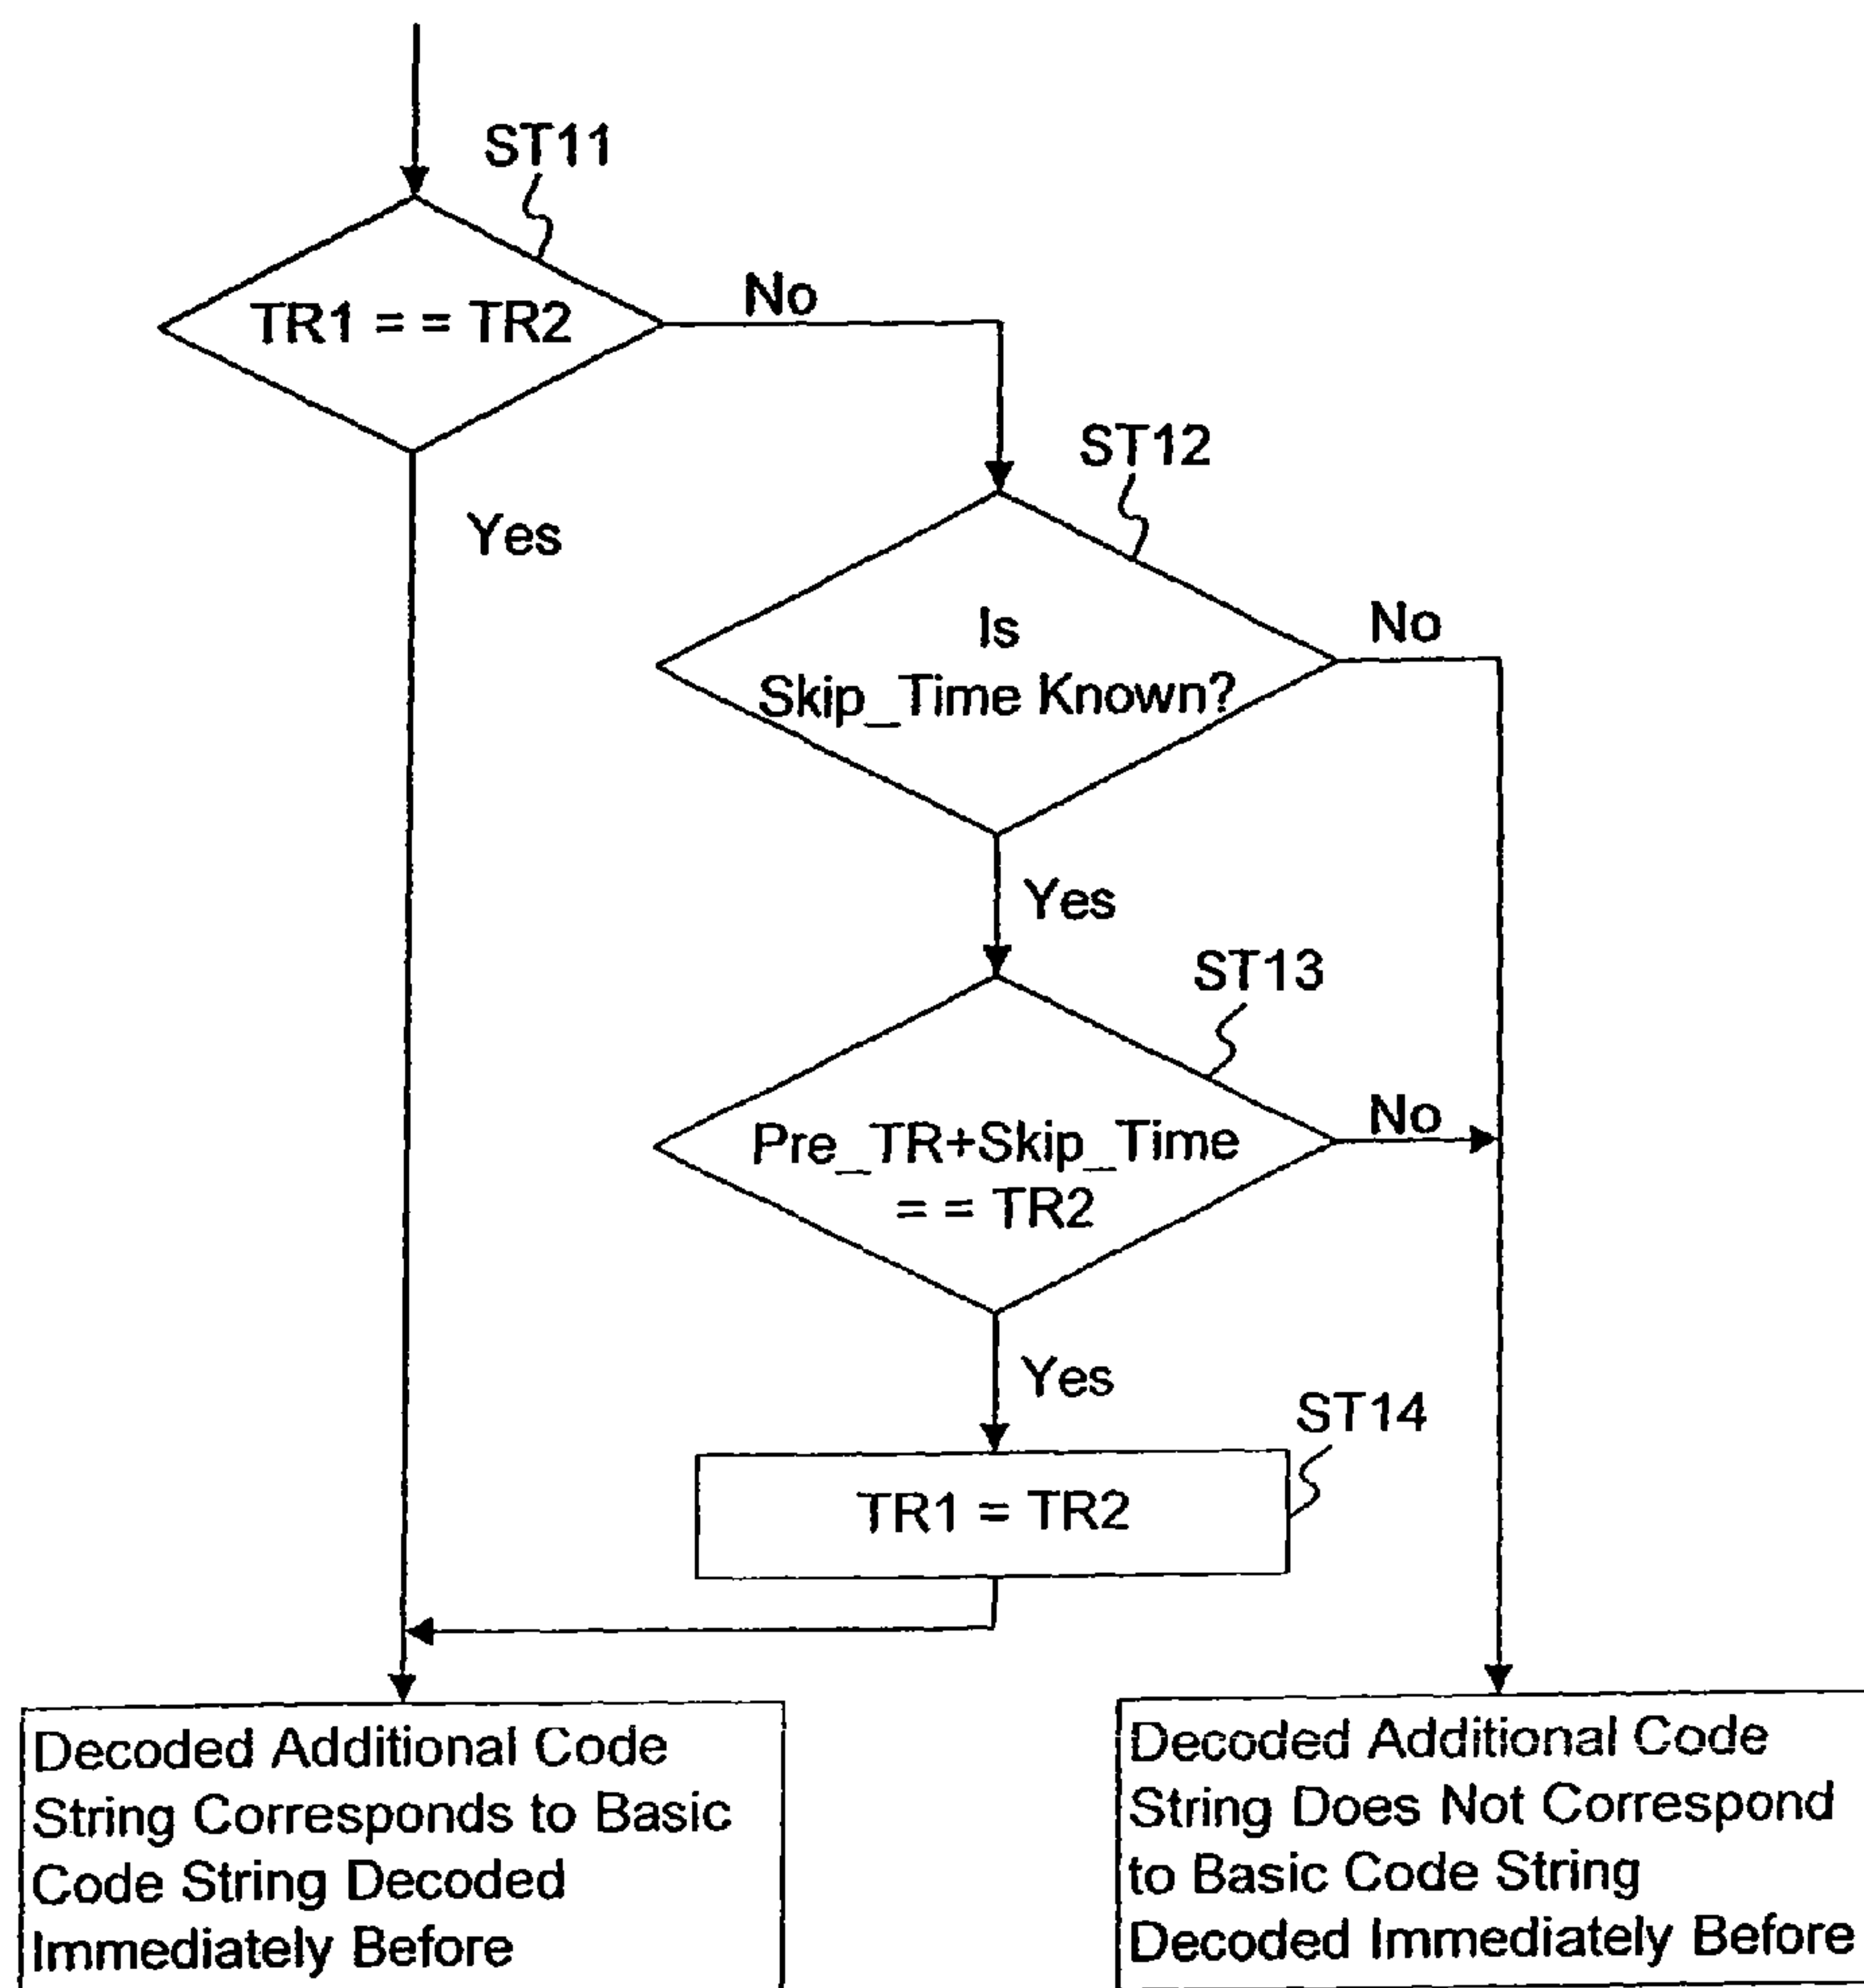 ST11
TR1 = = TR2
No
Yes
ST12
Is
Skip_Time Known?
No
Yes
ST13
Pre_TR+Skip_Time
= = TR2
No
Yes
ST14
TR1 = TR2
Decoded Additional Code
String Corresponds to Basic
Code String Decoded
Immediately Before
Decoded Additional Code
String Does Not Correspond
to Basic Code String
Decoded Immediately Before